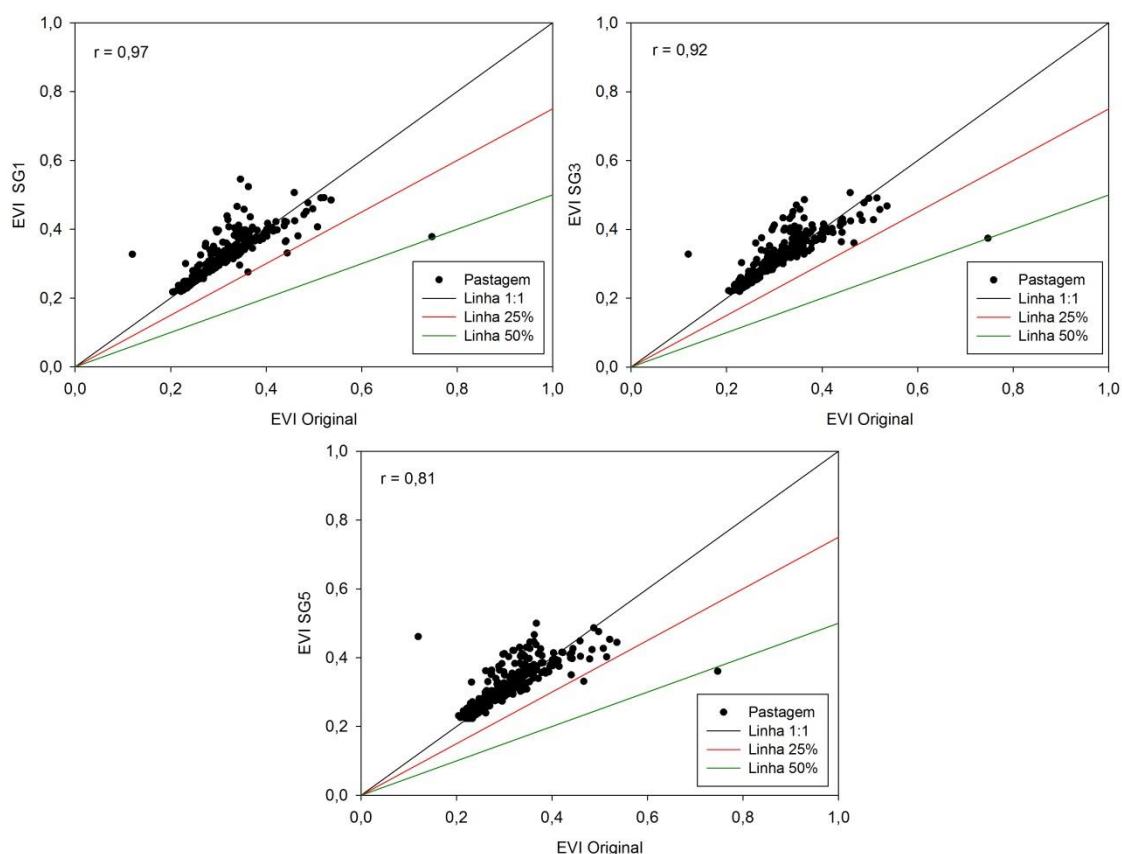 r = 0,97
EVI SG1
1,0
0,8
0,6
0,4
0,2
0,0
0,0 0,2 0,4 0,6 0,8 1,0
EVI Original
Pastagem
Linha 1:1
Linha 25%
Linha 50%
r = 0,92
EVI SG3
1,0
0,8
0,6
0,4
0,2
0,0
0,0 0,2 0,4 0,6 0,8 1,0
EVI Original
Pastagem
Linha 1:1
Linha 25%
Linha 50%
r = 0,81
EVI SG5
1,0
0,8
0,6
0,4
0,2
0,0
0,0 0,2 0,4 0,6 0,8 1,0
EVI Original
Pastagem
Linha 1:1
Linha 25%
Linha 50%